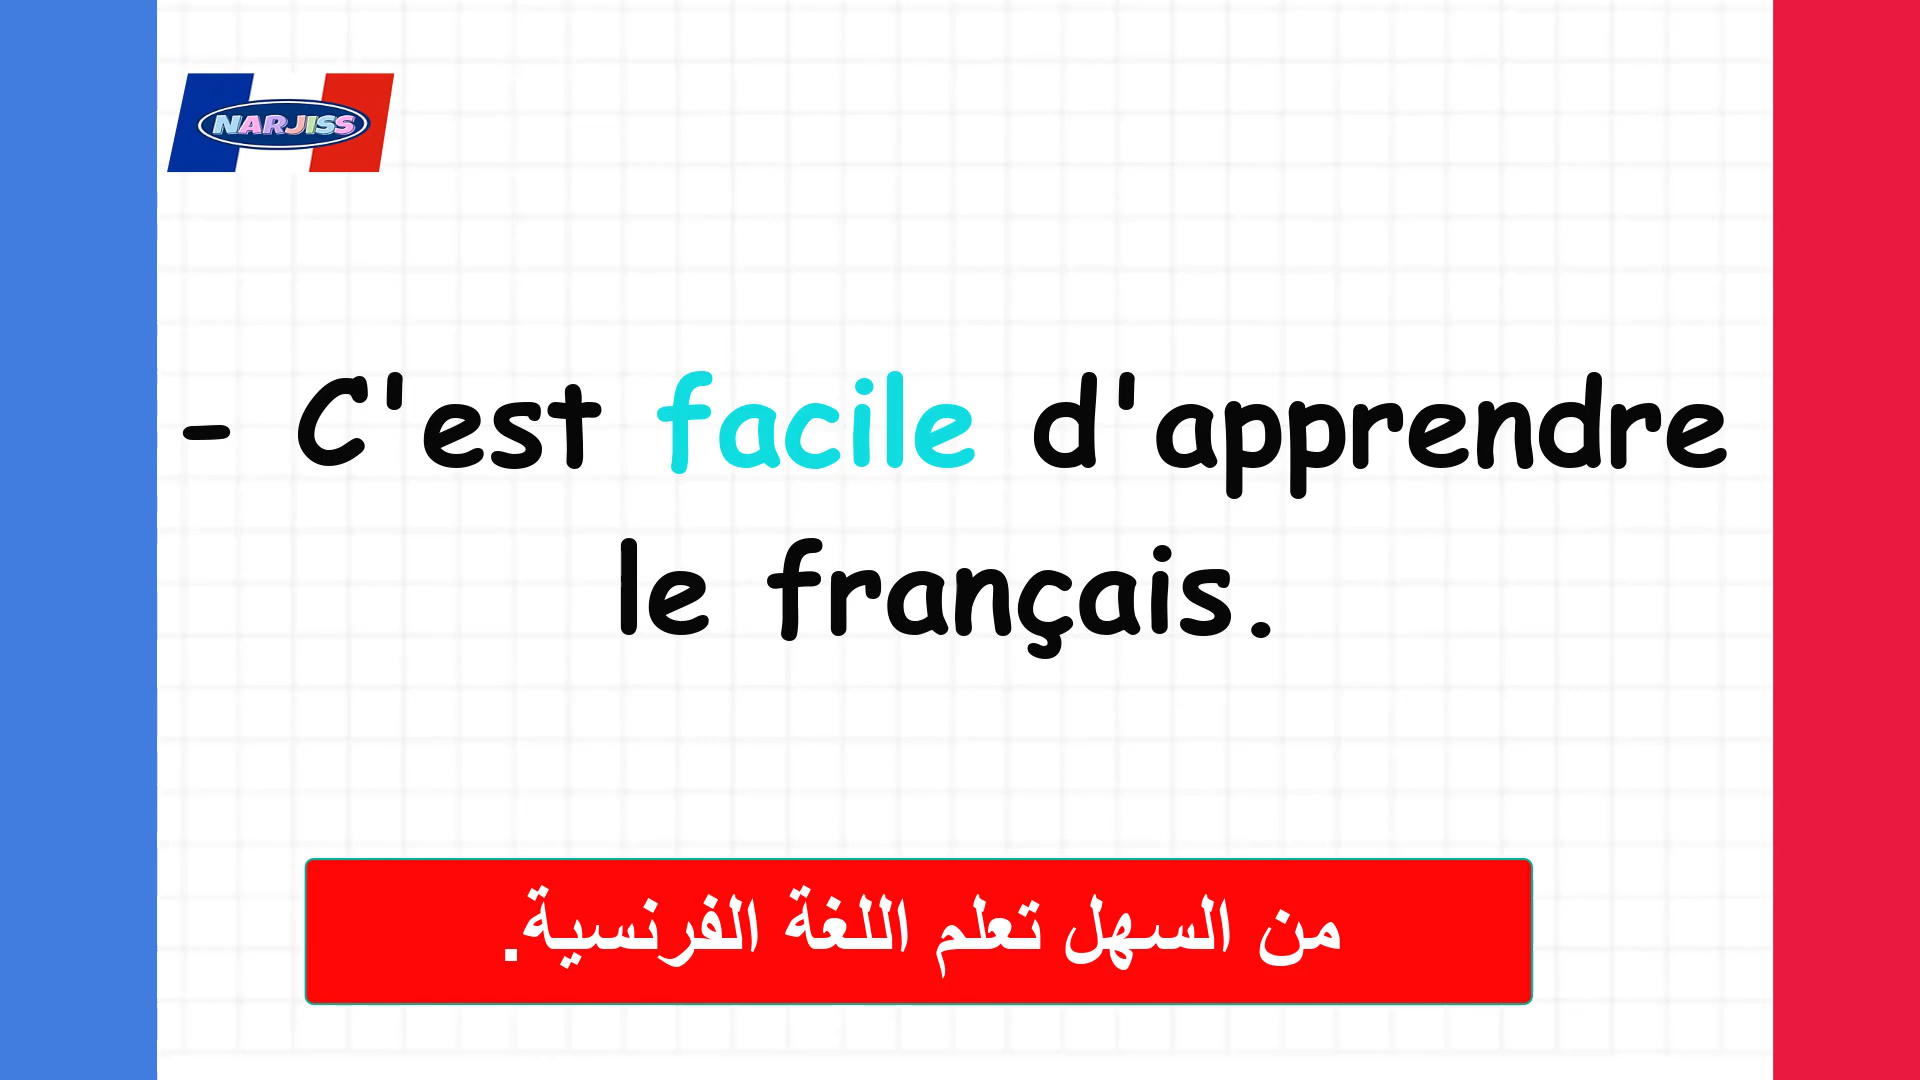 NARJISS
- C'est facile d'apprendre
le français.
من السهل تعلم اللغة الفرنسية.